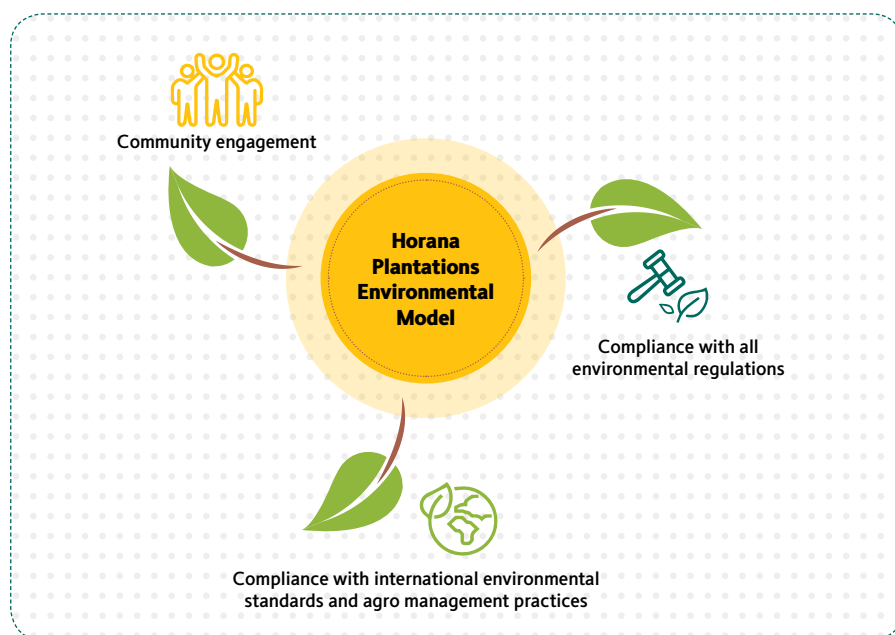 Community engagement
Horana
Plantations
Environmental
Model
Compliance with all
environmental regulations
Compliance with international environmental
standards and agro management practices